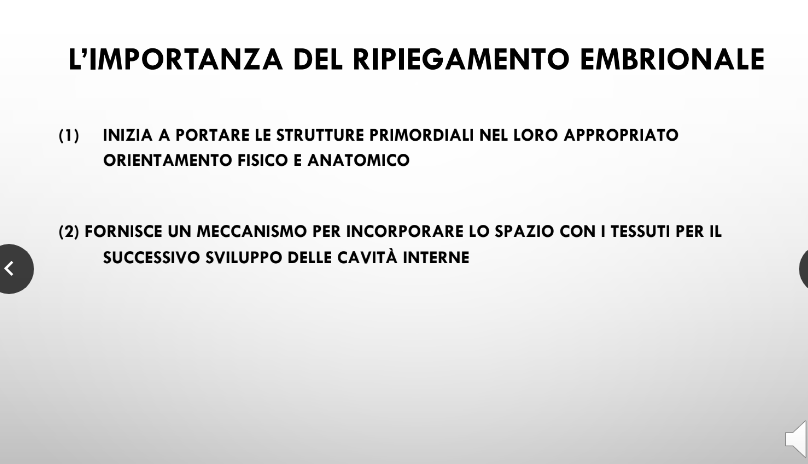 L'IMPORTANZA DEL RIPIEGAMENTO EMBRIONALE
(1) INIZIA A PORTARE LE STRUTTURE PRIMORDIALI NEL LORO APPROPRIATO
ORIENTAMENTO FISICO E ANATOMICO
(2) FORNISCE UN MECCANISMO PER INCORPORARE LO SPAZIO CON I TESSUTI PER IL
SUCCESSIVO SVILUPPO DELLE CAVITÀ INTERNE